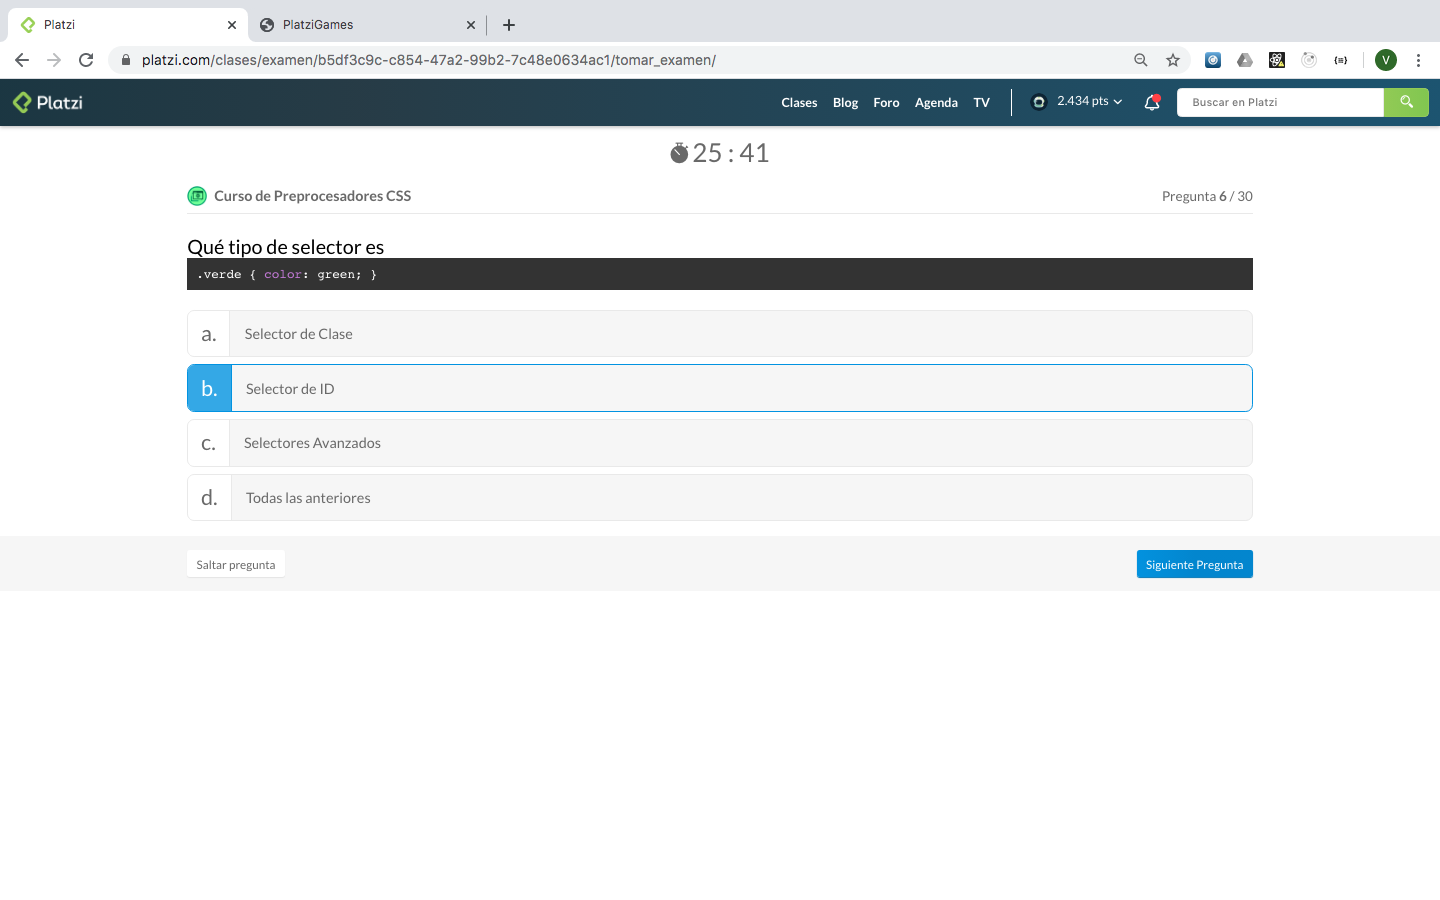 Platzi
PlatziGames
platzi.com/clases/examen/b5df3c9c-c854-47a2-99b2-7c48e0634ac1/tomar_examen/
V
Platzi
Clases
Blog
Foro
Agenda
TV
2.434 pts
Buscar en Platzi
25 : 41
Curso de Preprocesadores CSS
Pregunta 6 / 30
Qué tipo de selector es
.verde { color: green; }
a. Selector de Clase
b. Selector de ID
c. Selectores Avanzados
d. Todas las anteriores
Saltar pregunta
Siguiente Pregunta